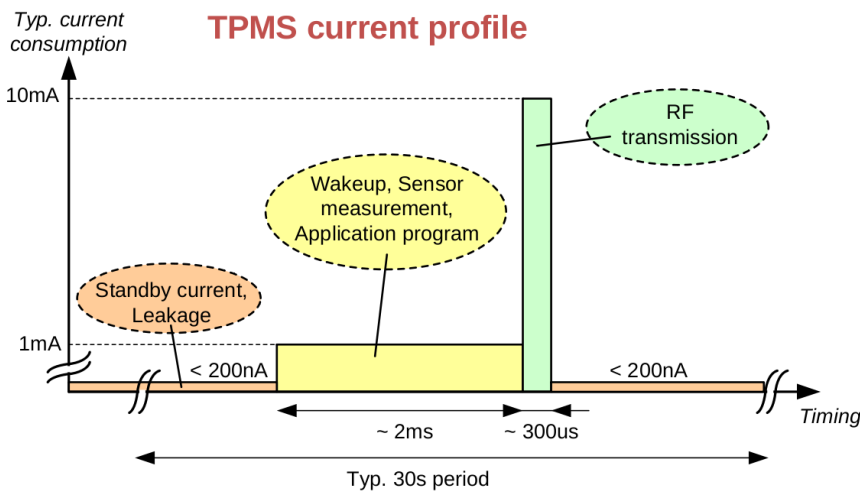 Typ. current
consumption
TPMS current profile
10mA
RF
transmission
Wakeup, Sensor
measurement,
Application program
Standby current,
Leakage
1mA
< 200nA
< 200nA
Timing
~ 2ms
~ 300us
Typ. 30s period